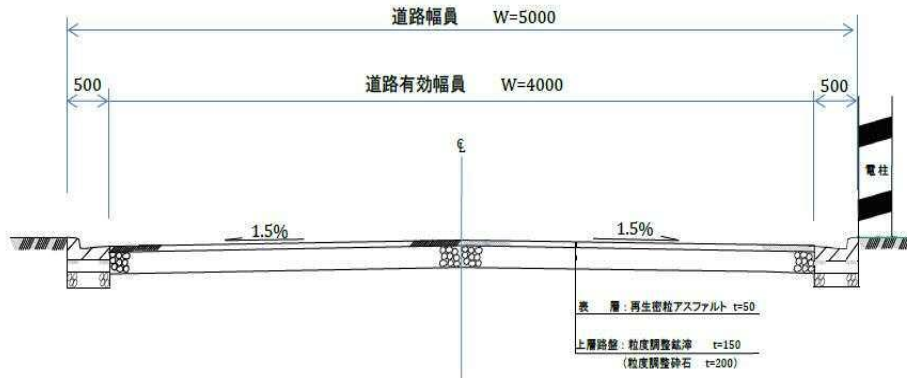 道路幅員 W=5000
500 道路有効幅員 W=4000 500
℄
電柱
1.5% 1.5%
表 層：再生密粒アスファルト t=50
上層路盤：粒度調整鉱滓 t=150
（粒度調整砕石 t=200）